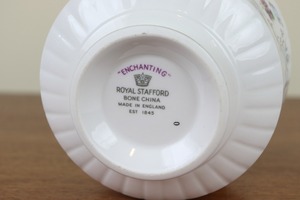 "ENCHANTING"
ROYAL STAFFORD
BONE CHINA
MADE IN ENGLAND
EST 1845